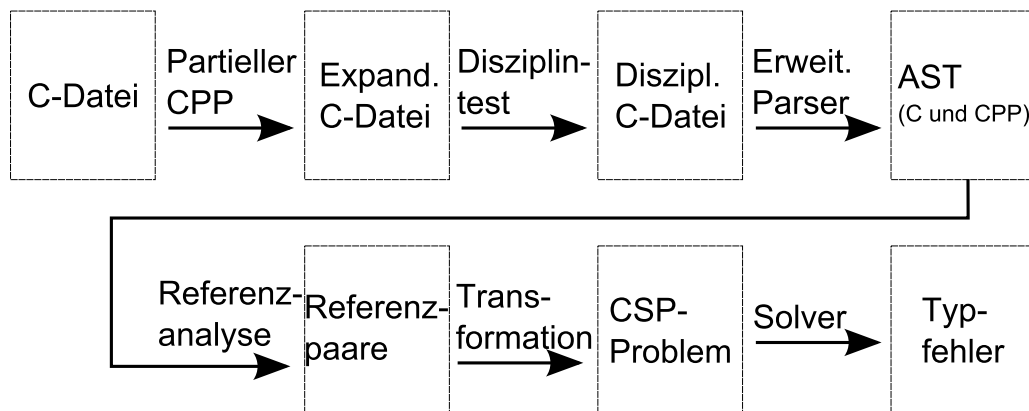 C-Datei
Partieller
CPP
Expand.
C-Datei
Disziplin-
test
Diszipl.
C-Datei
Erweit.
Parser
AST
(C und CPP)
Referenz-
analyse
Referenz-
paare
Trans-
formation
CSP-
Problem
Solver
Typ-
fehler